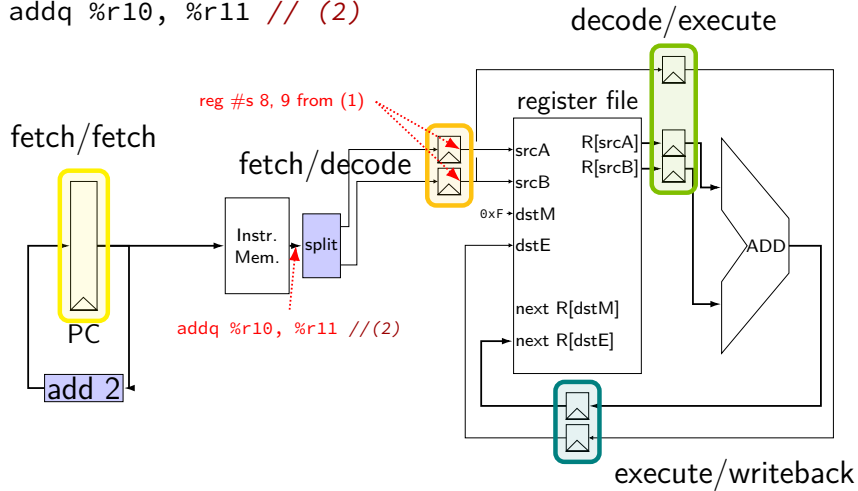 addq %r10, %r11 // (2)
decode/execute
reg #s 8, 9 from (1)
register file
fetch/fetch
fetch/decode
srcA
R[srcA]
R[srcB]
srcB
0xF
dstM
Instr.
Mem.
split
dstE
ADD
addq %r10, %r11 //(2)
next R[dstM]
PC
next R[dstE]
add 2
execute/writeback